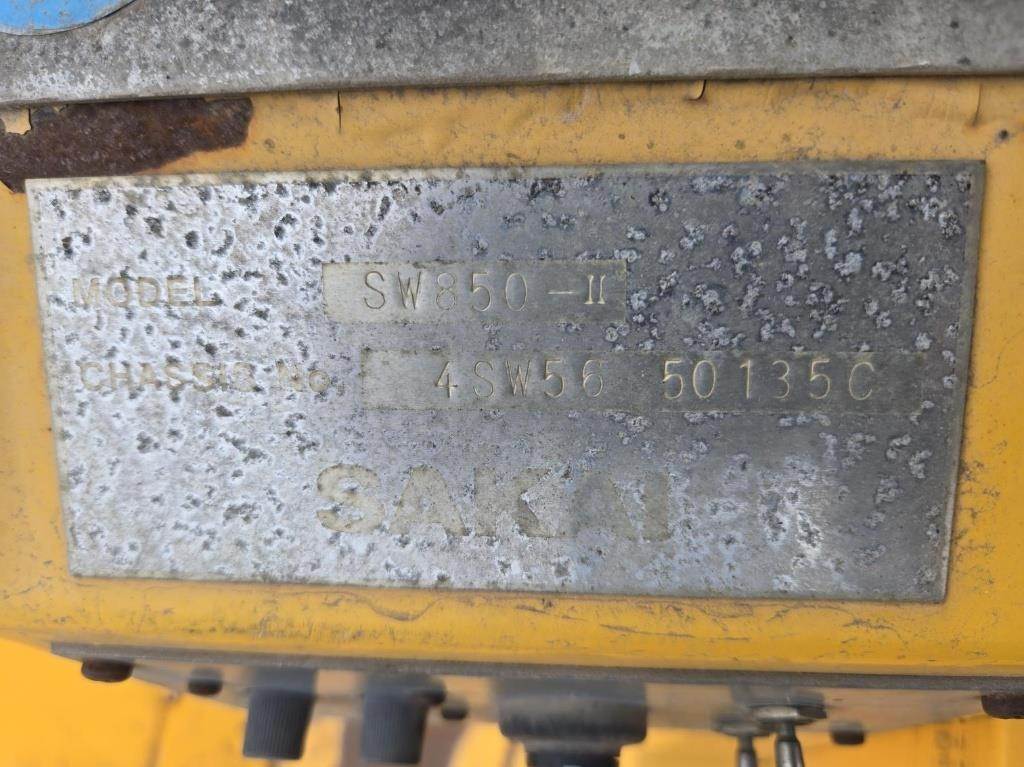 MODEL SW850-II
CHASSIS No. 4SW56 50135C
SAKAI